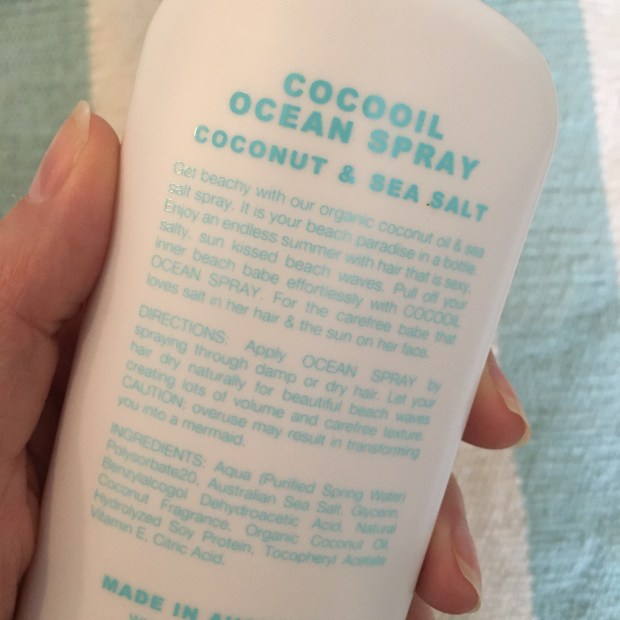 COCOOIL
OCEAN SPRAY
COCONUT & SEA SALT
Get beachy with our organic coconut oil & sea
salt spray. It is your beach paradise in a bottle.
Enjoy an endless summer with hair that is sexy,
salty, sun kissed beach waves. Pull off your
inner beach babe effortlessly with COCOOIL
OCEAN SPRAY. For the carefree babe that
loves salt in her hair & the sun on her face.
DIRECTIONS: Apply OCEAN SPRAY by
spraying through damp or dry hair. Let your
hair dry naturally for beautiful beach waves
creating lots of volume and carefree texture.
CAUTION: overuse may result in transforming
you into a mermaid.
INGREDIENTS: Aqua (Purified Spring Water)
Polysorbate20, Australian Sea Salt, Glycerin,
Benzylalcogol Dehydroacetic Acid, Natural
Coconut Fragrance, Organic Coconut Oil,
Hydrolyzed Soy Protein, Tocopheryl Acetate
Vitamin E, Citric Acid.
MADE IN